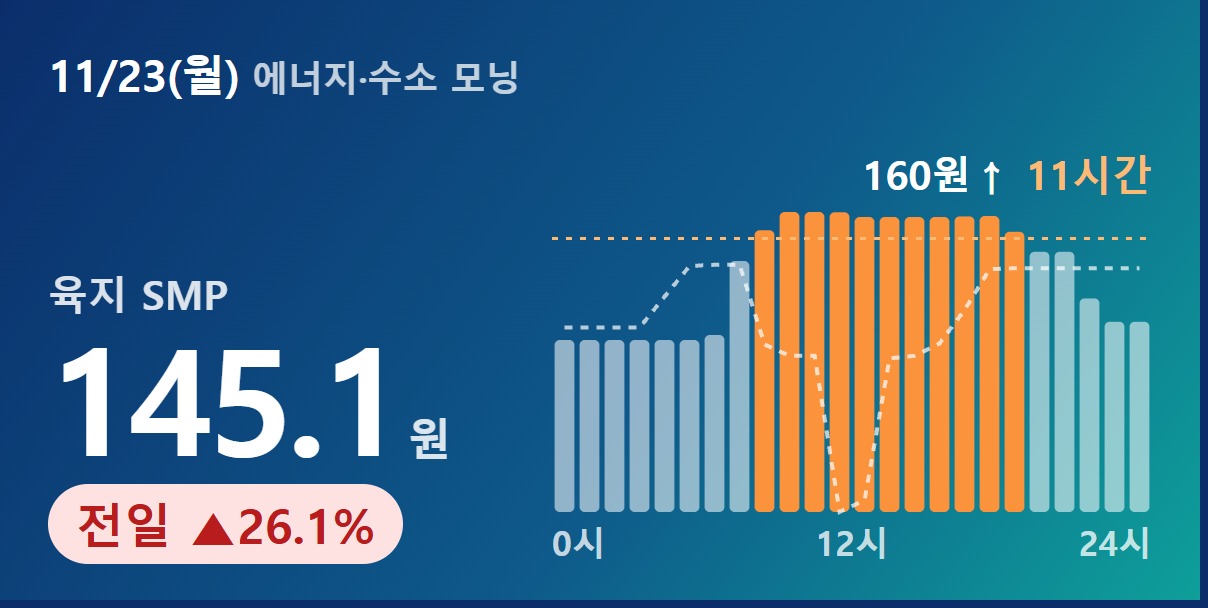 11/23(월) 에너지·수소 모닝
160원 ↑ 11시간
육지 SMP
145.1 원
전일 ▲26.1%
0시 12시 24시